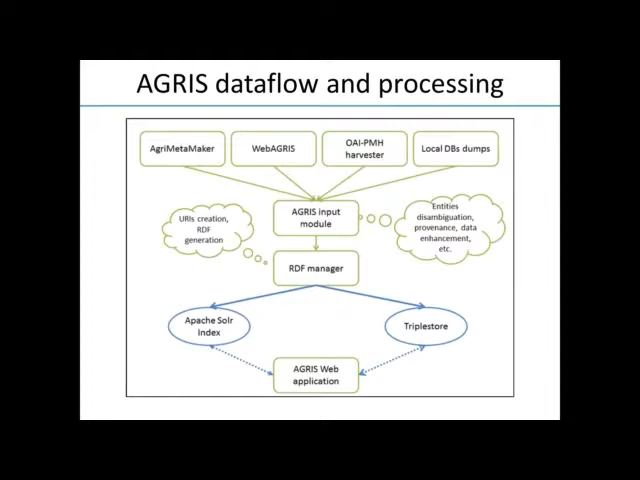 AGRIS dataflow and processing
AgriMetaMaker
WebAGRIS
OAI-PMH
harvester
Local DBs dumps
AGRIS input
module
URIs creation,
RDF
generation
Entities
disambiguation,
provenance, data
enhancement,
etc.
RDF manager
Apache Solr
Index
Triplestore
AGRIS Web
application